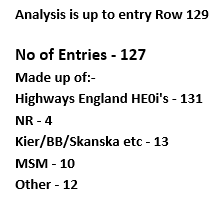 Analysis is up to entry Row 129
No of Entries - 127
Made up of:-
Highways England HE0i's - 131
NR - 4
Kier/BB/Skanska etc - 13
MSM - 10
Other - 12